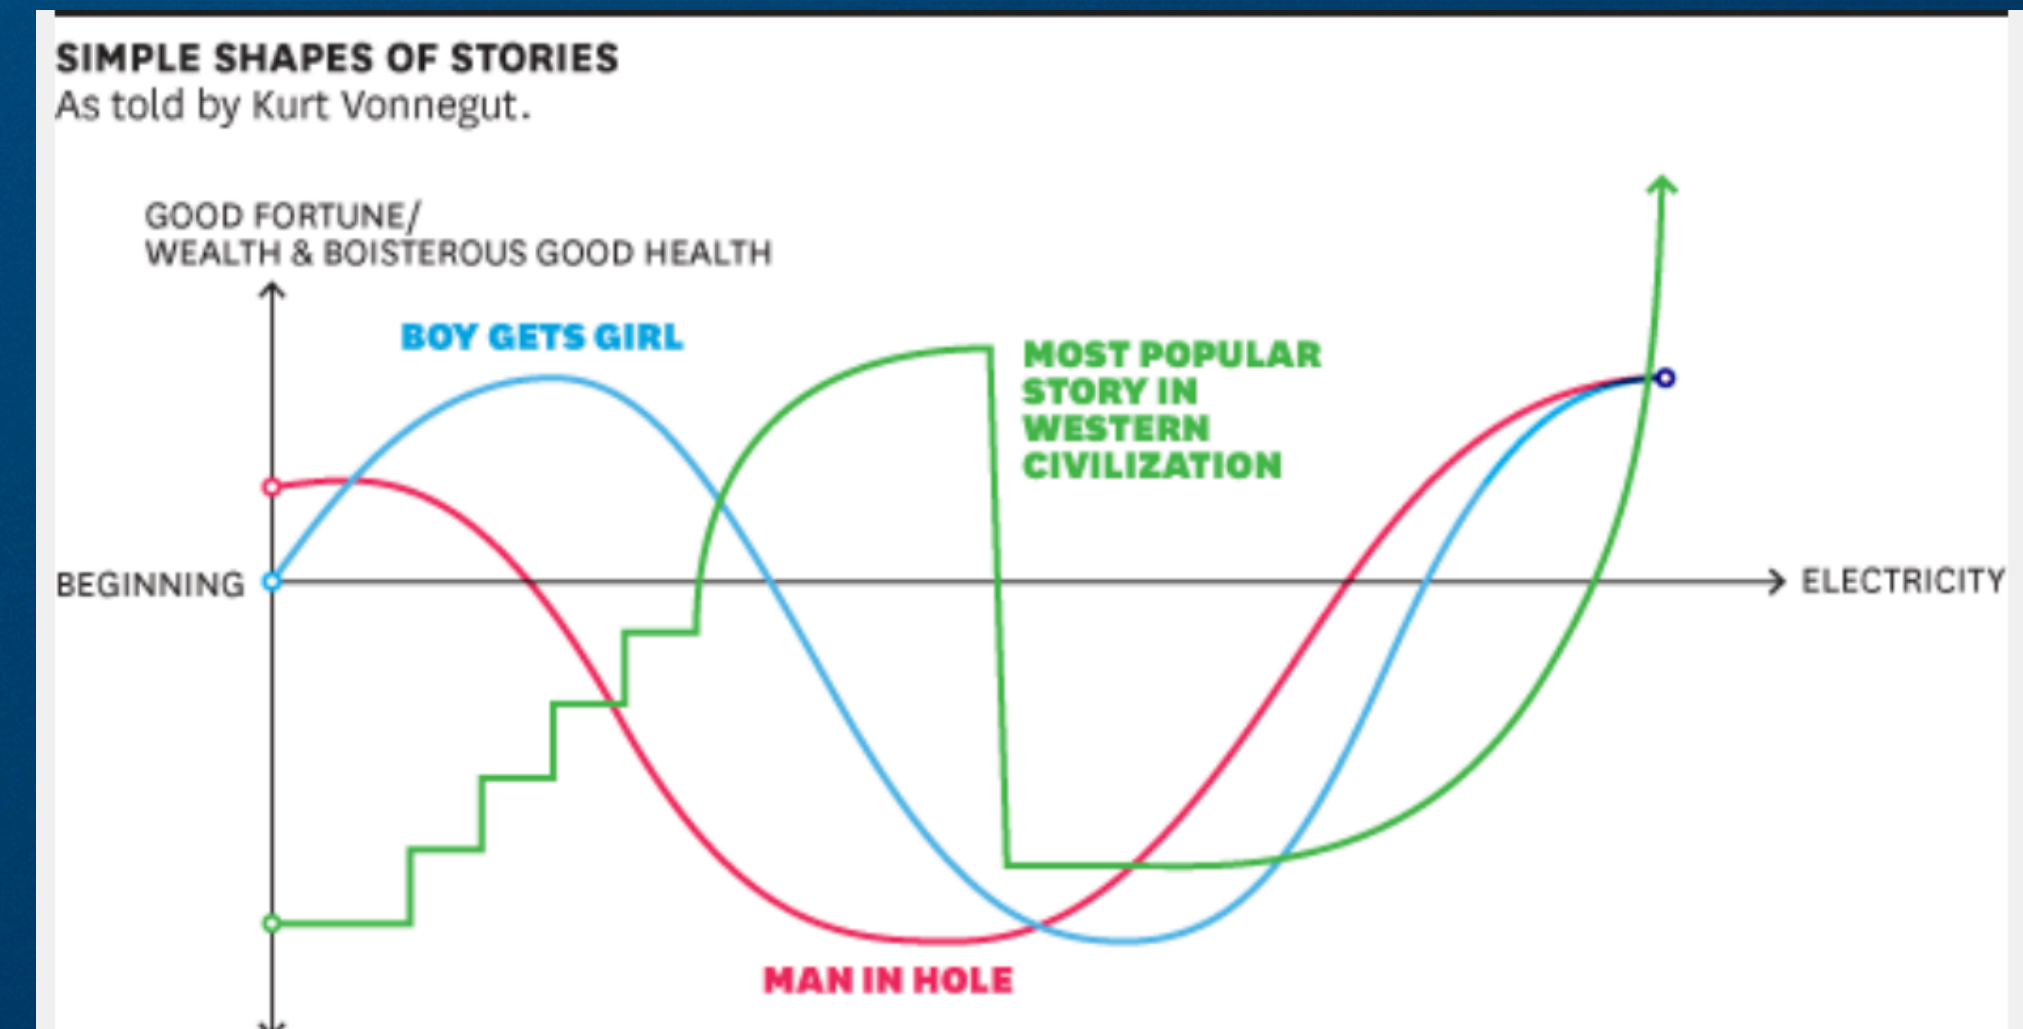 SIMPLE SHAPES OF STORIES
As told by Kurt Vonnegut.
GOOD FORTUNE/
WEALTH & BOISTEROUS GOOD HEALTH
BOY GETS GIRL
MOST POPULAR
STORY IN
WESTERN
CIVILIZATION
BEGINNING
ELECTRICITY
MAN IN HOLE